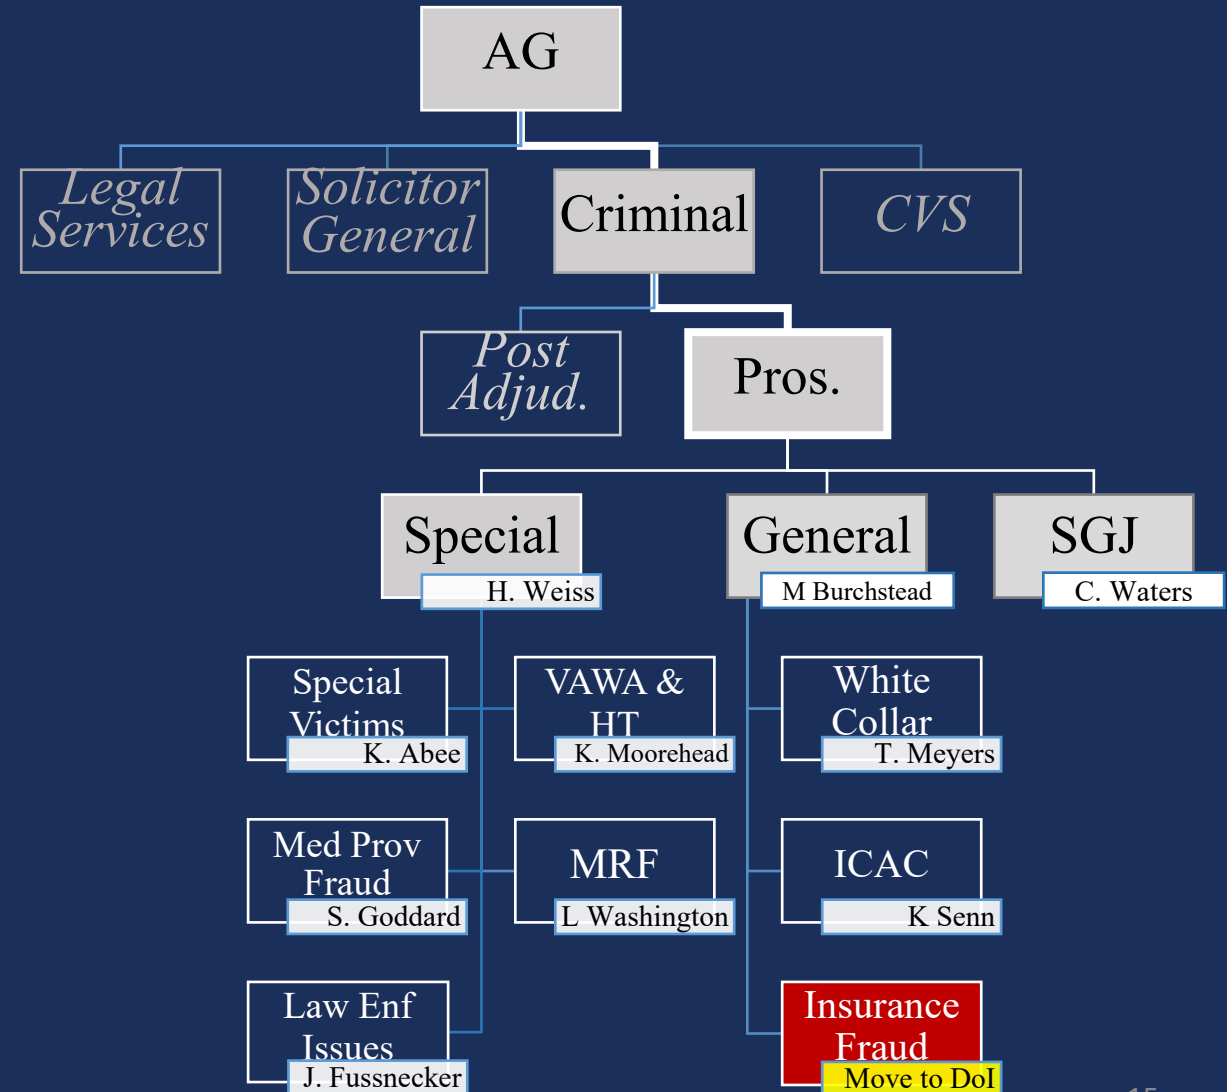 AG
Legal
Services
Solicitor
General
Criminal
CVS
Post
Adjud.
Pros.
Special
H. Weiss
General
M Burchstead
SGJ
C. Waters
Special
Victims
K. Abee
VAWA &
HT
K. Moorehead
White
Collar
T. Meyers
Med Prov
Fraud
S. Goddard
MRF
L Washington
ICAC
K Senn
Law Enf
Issues
J. Fussnecker
Insurance
Fraud
Move to DoI
15